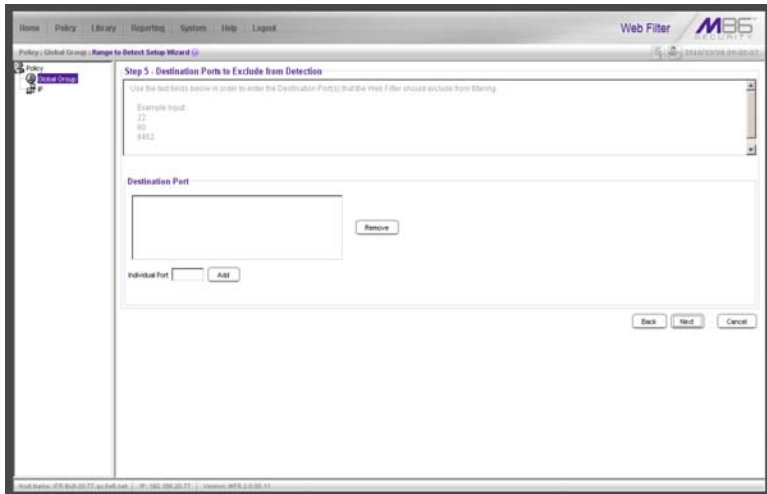 Home Policy Library Reporting System Help Logout
Web Filter
M86
SECURITY
Policy : Global Group : Range to Detect Setup Wizard
Policy
Global Group
IP
Step 5 - Destination Ports to Exclude from Detection
Use the text fields below in order to enter the Destination Port(s) that the Web Filter should exclude from filtering.
Example Input:
22
80
8462
Destination Port
Remove
Individual Port
Add
Back
Next
Cancel